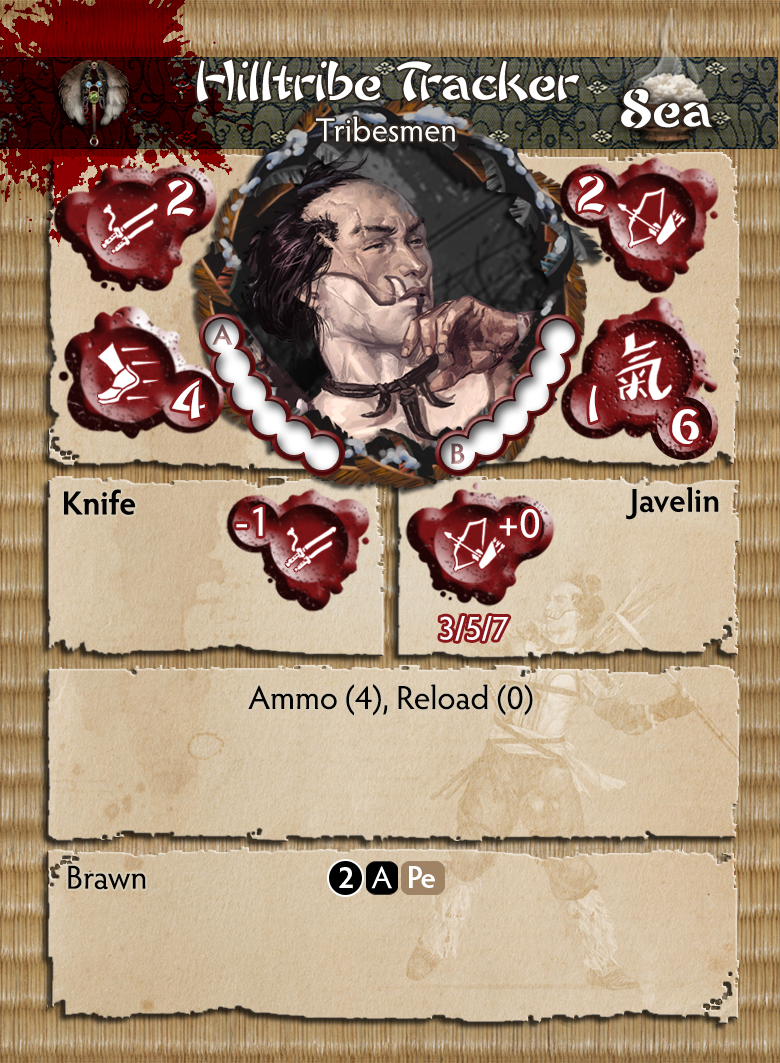 Hilltribe Tracker
8ea
Tribesmen
2
2
4
氣
1
6
A
B
Knife
-1
Javelin
+0
3/5/7
Ammo (4), Reload (0)
Brawn
2 A Pe